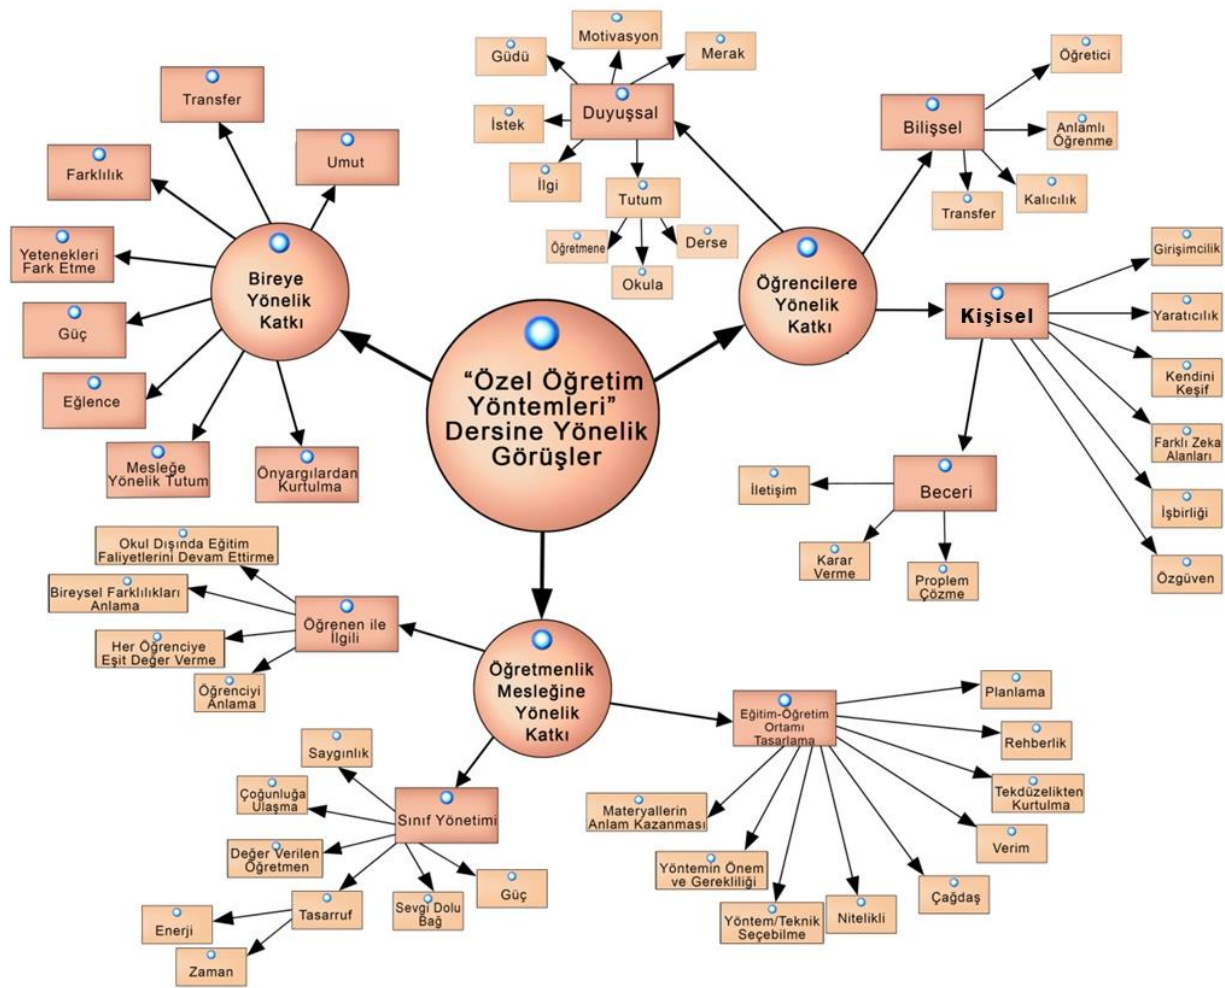 “Özel Öğretim
Yöntemleri”
Dersine Yönelik
Görüşler
Bireye
Yönelik
Katkı
Transfer
Umut
Farklılık
Yetenekleri
Fark Etme
Güç
Eğlence
Mesleğe
Yönelik Tutum
Önyargılardan
Kurtulma
Öğrencilere
Yönelik
Katkı
Duyuşsal
Güdü
Motivasyon
Merak
İstek
İlgi
Tutum
Öğretmene
Okula
Derse
Bilişsel
Öğretici
Anlamlı
Öğrenme
Kalıcılık
Transfer
Kişisel
Girişimcilik
Yaratıcılık
Kendini
Keşif
Farklı Zeka
Alanları
İşbirliği
Özgüven
Beceri
İletişim
Karar
Verme
Proplem
Çözme
Öğretmenlik
Mesleğine
Yönelik
Katkı
Öğrenen ile
İlgili
Okul Dışında Eğitim
Faliyetlerini Devam Ettirme
Bireysel Farklılıkları
Anlama
Her Öğrenciye
Eşit Değer Verme
Öğrenciyi
Anlama
Sınıf Yönetimi
Saygınlık
Çoğunluğa
Ulaşma
Değer Verilen
Öğretmen
Tasarruf
Enerji
Zaman
Sevgi Dolu
Bağ
Güç
Eğitim-Öğretim
Ortamı
Tasarlama
Planlama
Rehberlik
Tekdüzelikten
Kurtulma
Verim
Çağdaş
Nitelikli
Yöntem/Teknik
Seçebilme
Yöntemin Önem
ve Gerekliliği
Materyallerin
Anlam Kazanması